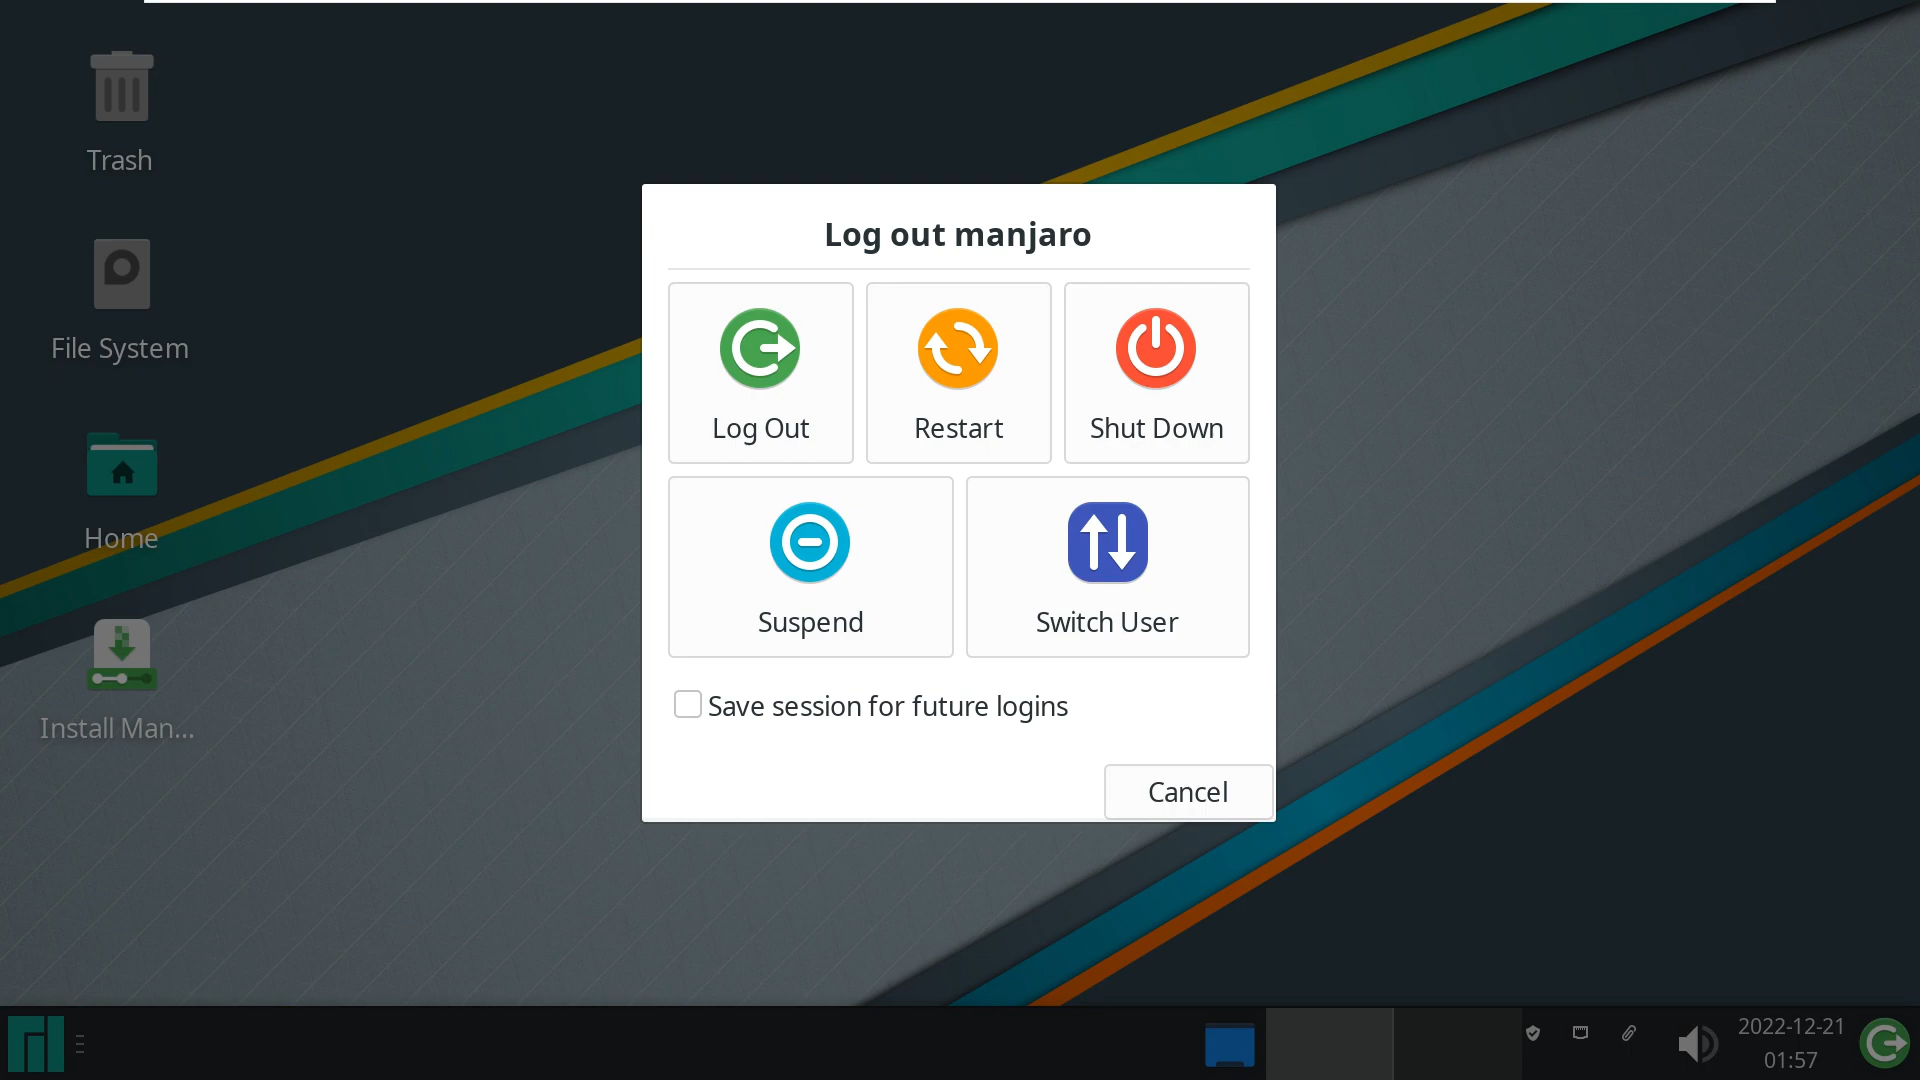 Trash
File System
Home
Install Man...
Log out manjaro
Log Out
Restart
Shut Down
Suspend
Switch User
Save session for future logins
Cancel
2022-12-21
01:57